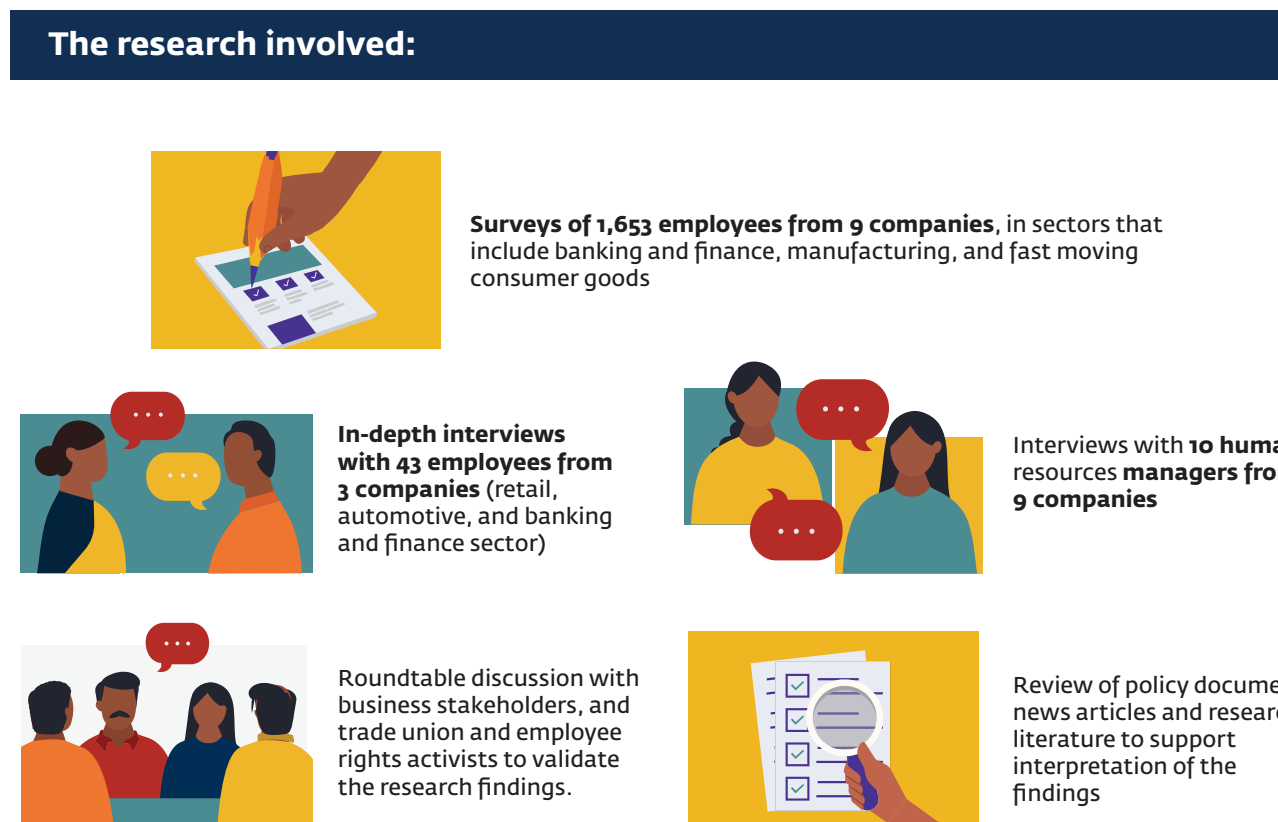 The research involved:
Surveys of 1,653 employees from 9 companies, in sectors that
include banking and finance, manufacturing, and fast moving
consumer goods
In-depth interviews
with 43 employees from
3 companies (retail,
automotive, and banking
and finance sector)
Interviews with 10
resources managers
9 companies
Roundtable discussion with
business stakeholders, and
trade union and employee
rights activists to validate
the research findings.
Review of policy
news articles and
literature to support
interpretation of the
findings